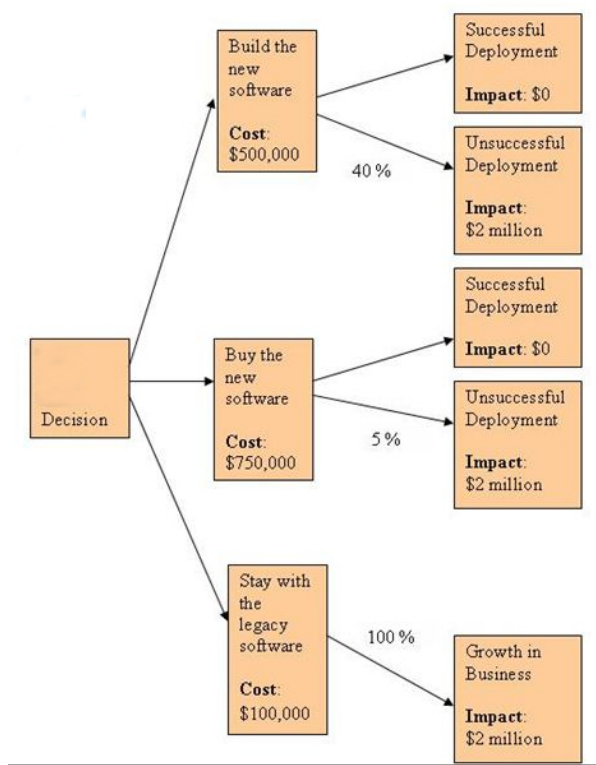 Build the
new
software
Cost:
$500,000
Successful
Deployment
Impact: $0
Unsuccessful
Deployment
Impact:
$2 million
40 %
Decision
Buy the
new
software
Cost:
$750,000
Successful
Deployment
Impact: $0
Unsuccessful
Deployment
Impact:
$2 million
5 %
Stay with
the
legacy
software
Cost:
$100,000
100 %
Growth in
Business
Impact:
$2 million